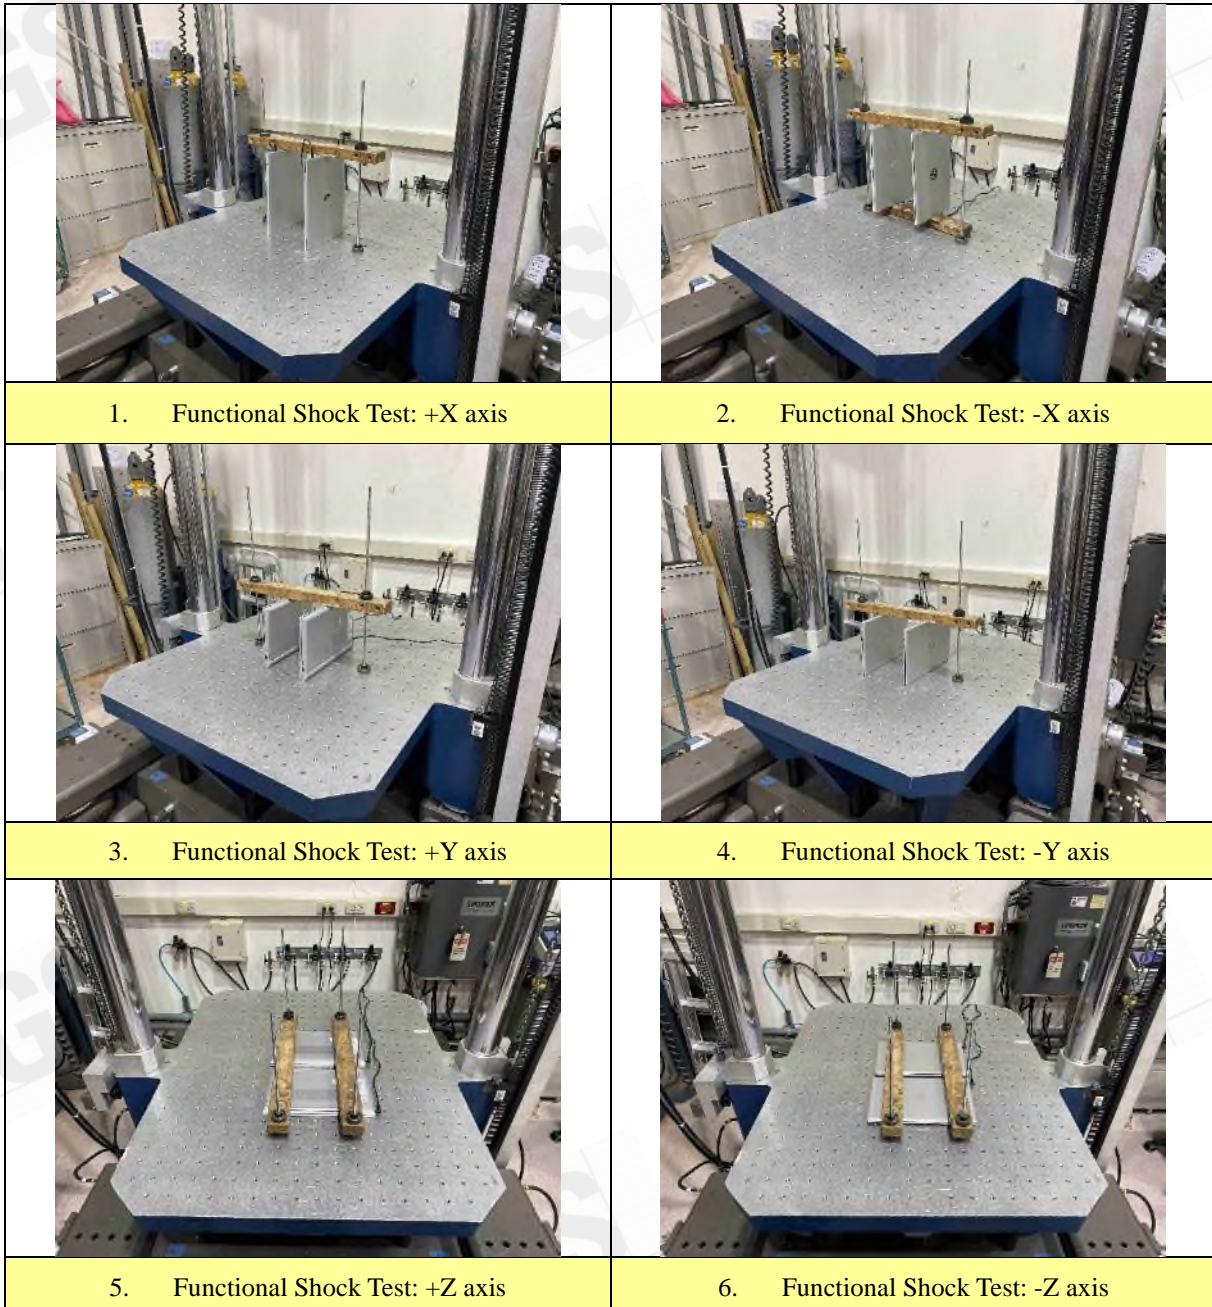 1. Functional Shock Test: +X axis
2. Functional Shock Test: -X axis
3. Functional Shock Test: +Y axis
4. Functional Shock Test: -Y axis
5. Functional Shock Test: +Z axis
6. Functional Shock Test: -Z axis